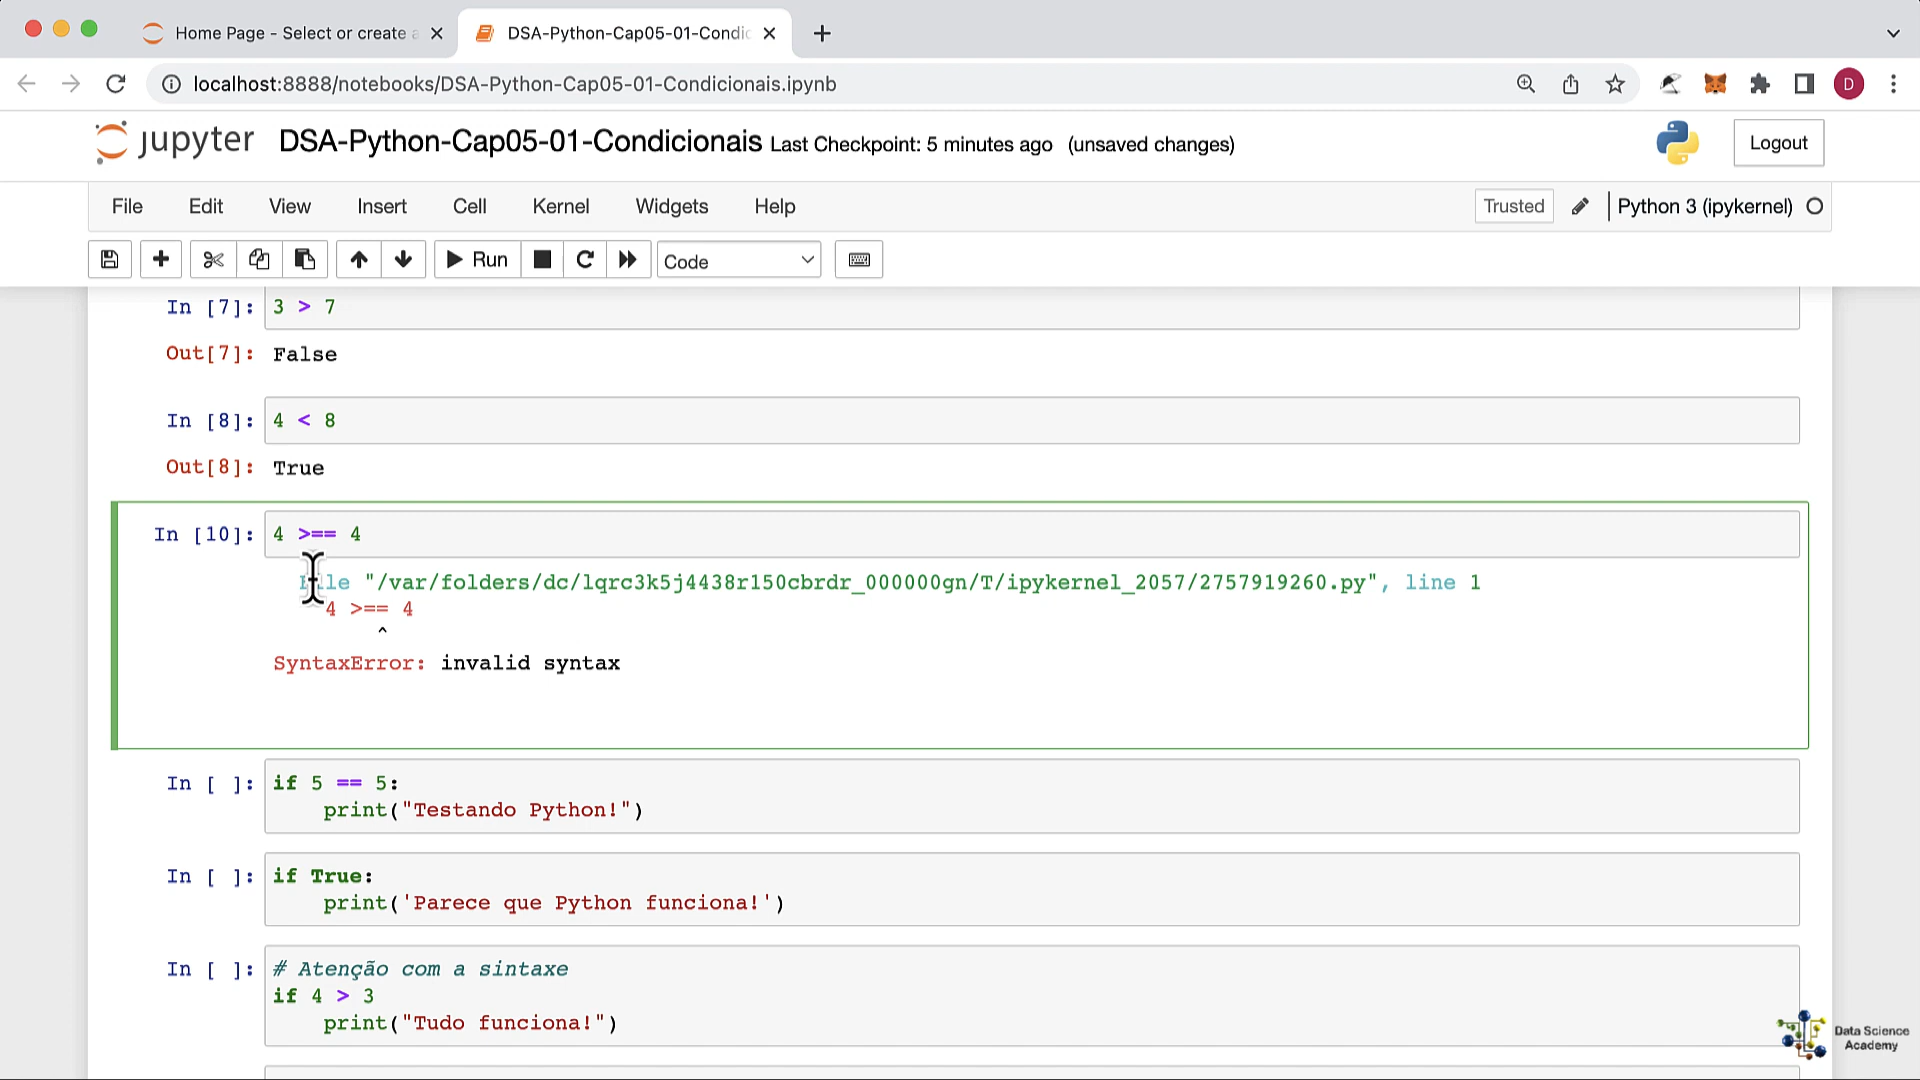 Home Page - Select or create a
DSA-Python-Cap05-01-Condic
localhost:8888/notebooks/DSA-Python-Cap05-01-Condicionais.ipynb
D
jupyter DSA-Python-Cap05-01-Condicionais Last Checkpoint: 5 minutes ago (unsaved changes)
Logout
File Edit View Insert Cell Kernel Widgets Help
Trusted Python 3 (ipykernel)
Run Code
In [7]: 3 > 7
Out[7]: False
In [8]: 4 < 8
Out[8]: True
In [10]: 4 >== 4
File "/var/folders/dc/lqrc3k5j4438r150cbrdr_000000gn/T/ipykernel_2057/2757919260.py", line 1
4 >== 4
^
SyntaxError: invalid syntax
In [ ]: if 5 == 5:
print("Testando Python!")
In [ ]: if True:
print('Parece que Python funciona!')
In [ ]: # Atenção com a sintaxe
if 4 > 3
print("Tudo funciona!")
Data Science
Academy